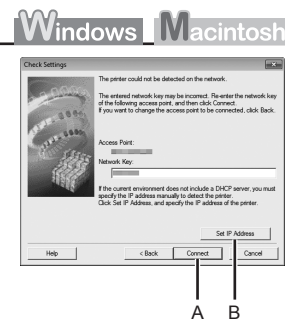 Windows Macintosh
Check Settings
The printer could not be detected on the network.
The entered network key may be incorrect. Re-enter the network key
of the following access point, and then click Connect.
If you want to change the access point to be connected, click Back.
Access Point:
Network Key:
If the current environment does not include a DHCP server, you must
specify the IP address manually to detect the printer.
Click Set IP Address, and specify the IP address of the printer.
Set IP Address
Help < Back Connect Cancel
A B